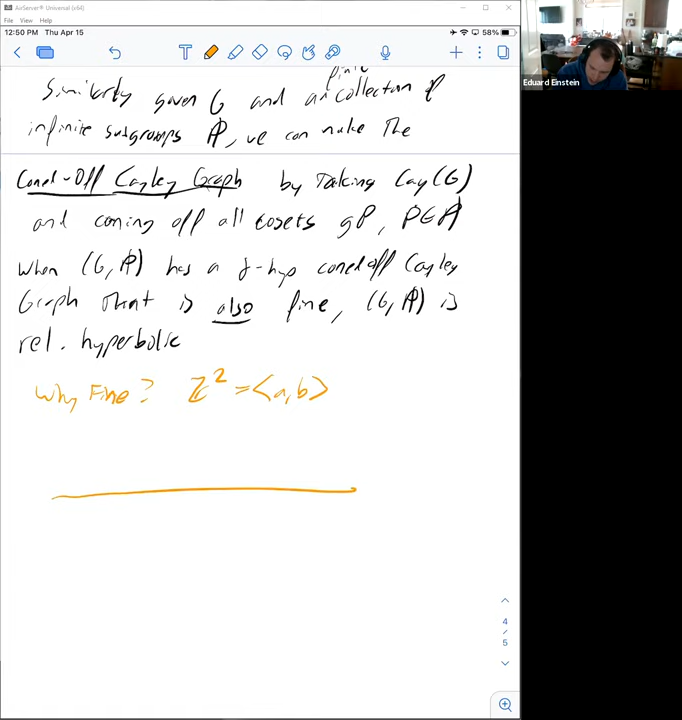 AirServer® Universal (x64)
File View Help
12:50 PM Thu Apr 15
58%
T
Eduard Einstein
finite
Similarly given G and a collection of
infinite subgroups ℙ, we can make the
Coned-Off Cayley Graph by Taking Cay(G)
and coning off all cosets gP, P∈ℙ
When (G, ℙ) has a δ-hyp coned off Cayley
Graph that is also fine, (G, ℙ) is
rel. hyperbolic
Why Fine? ℤ² = <a,b>
4
/
5